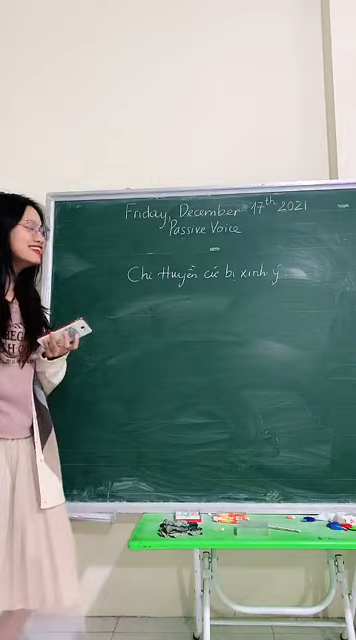 Friday, December 17th 2021
Passive Voice
Chị Huyền cứ bị xinh ý